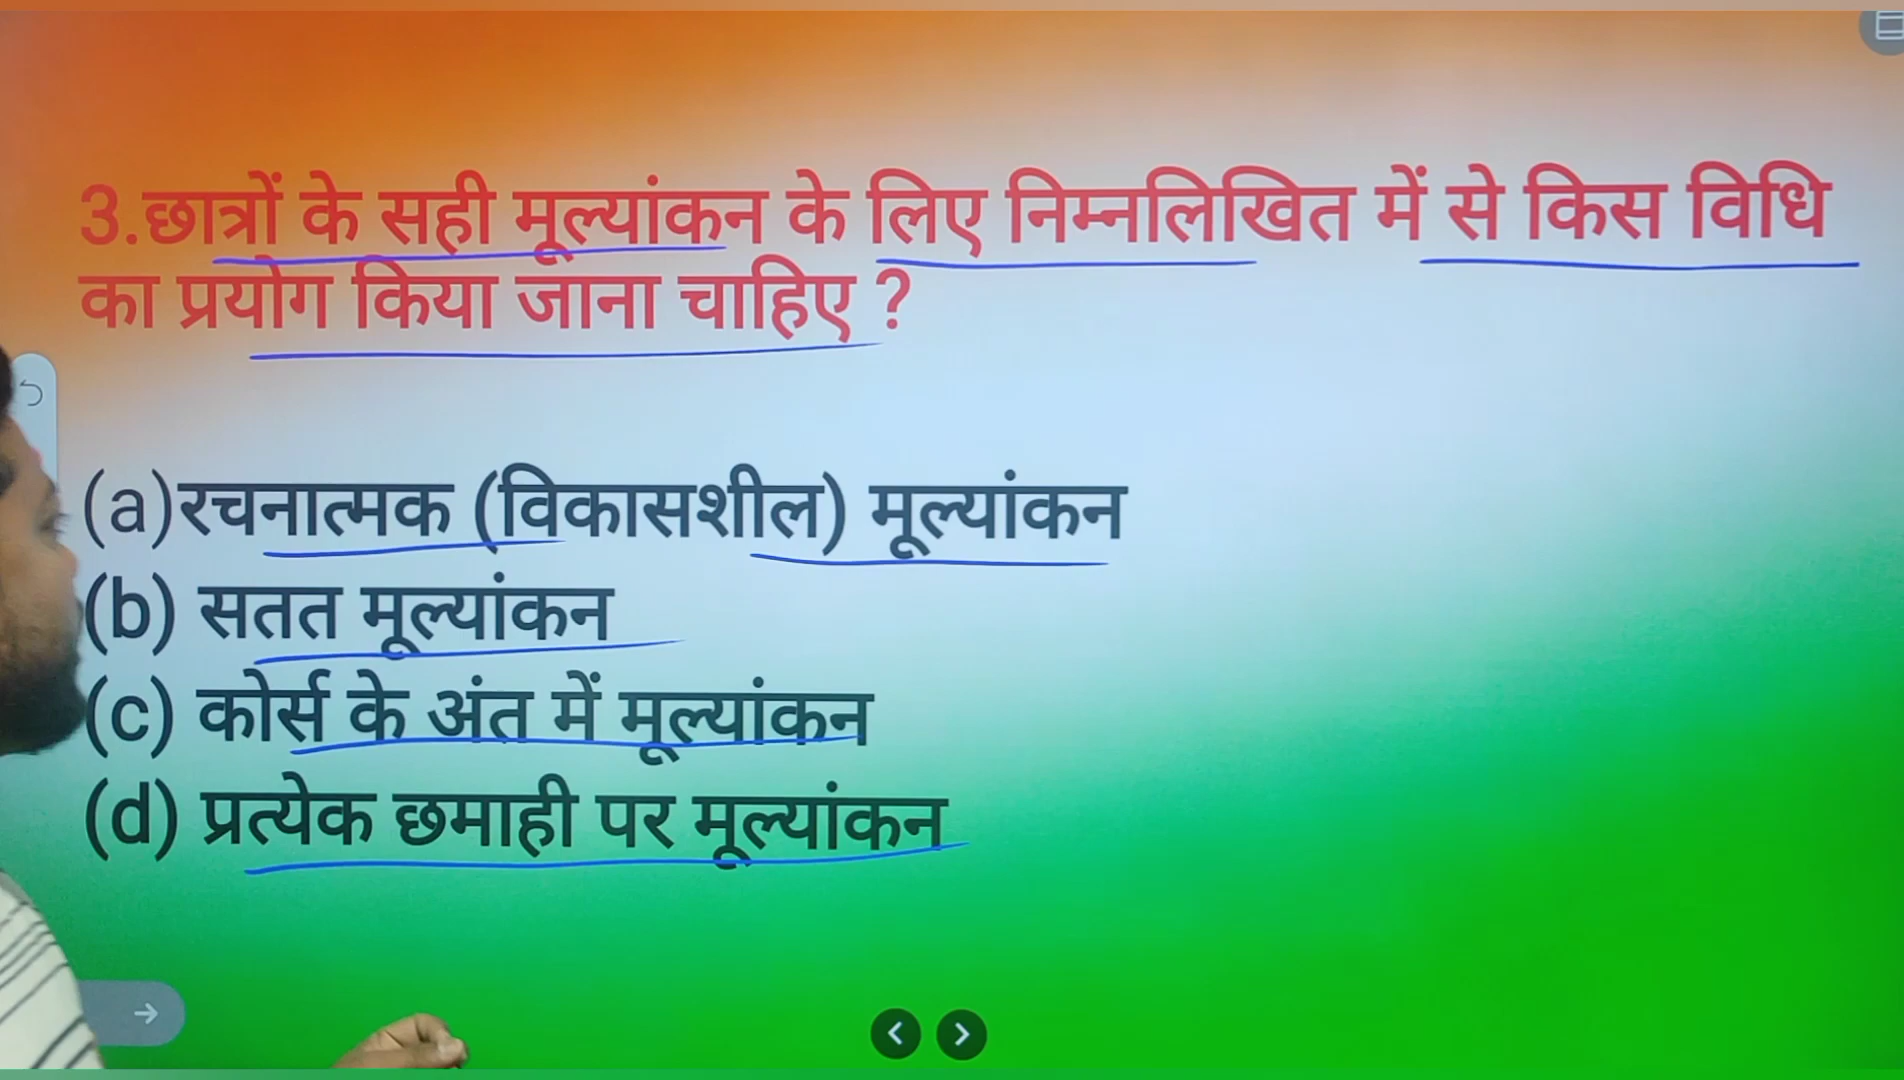 3.छात्रों के सही मूल्यांकन के लिए निम्नलिखित में से किस विधि
का प्रयोग किया जाना चाहिए ?
(a)रचनात्मक (विकासशील) मूल्यांकन
(b) सतत मूल्यांकन
(c) कोर्स के अंत में मूल्यांकन
(d) प्रत्येक छमाही पर मूल्यांकन